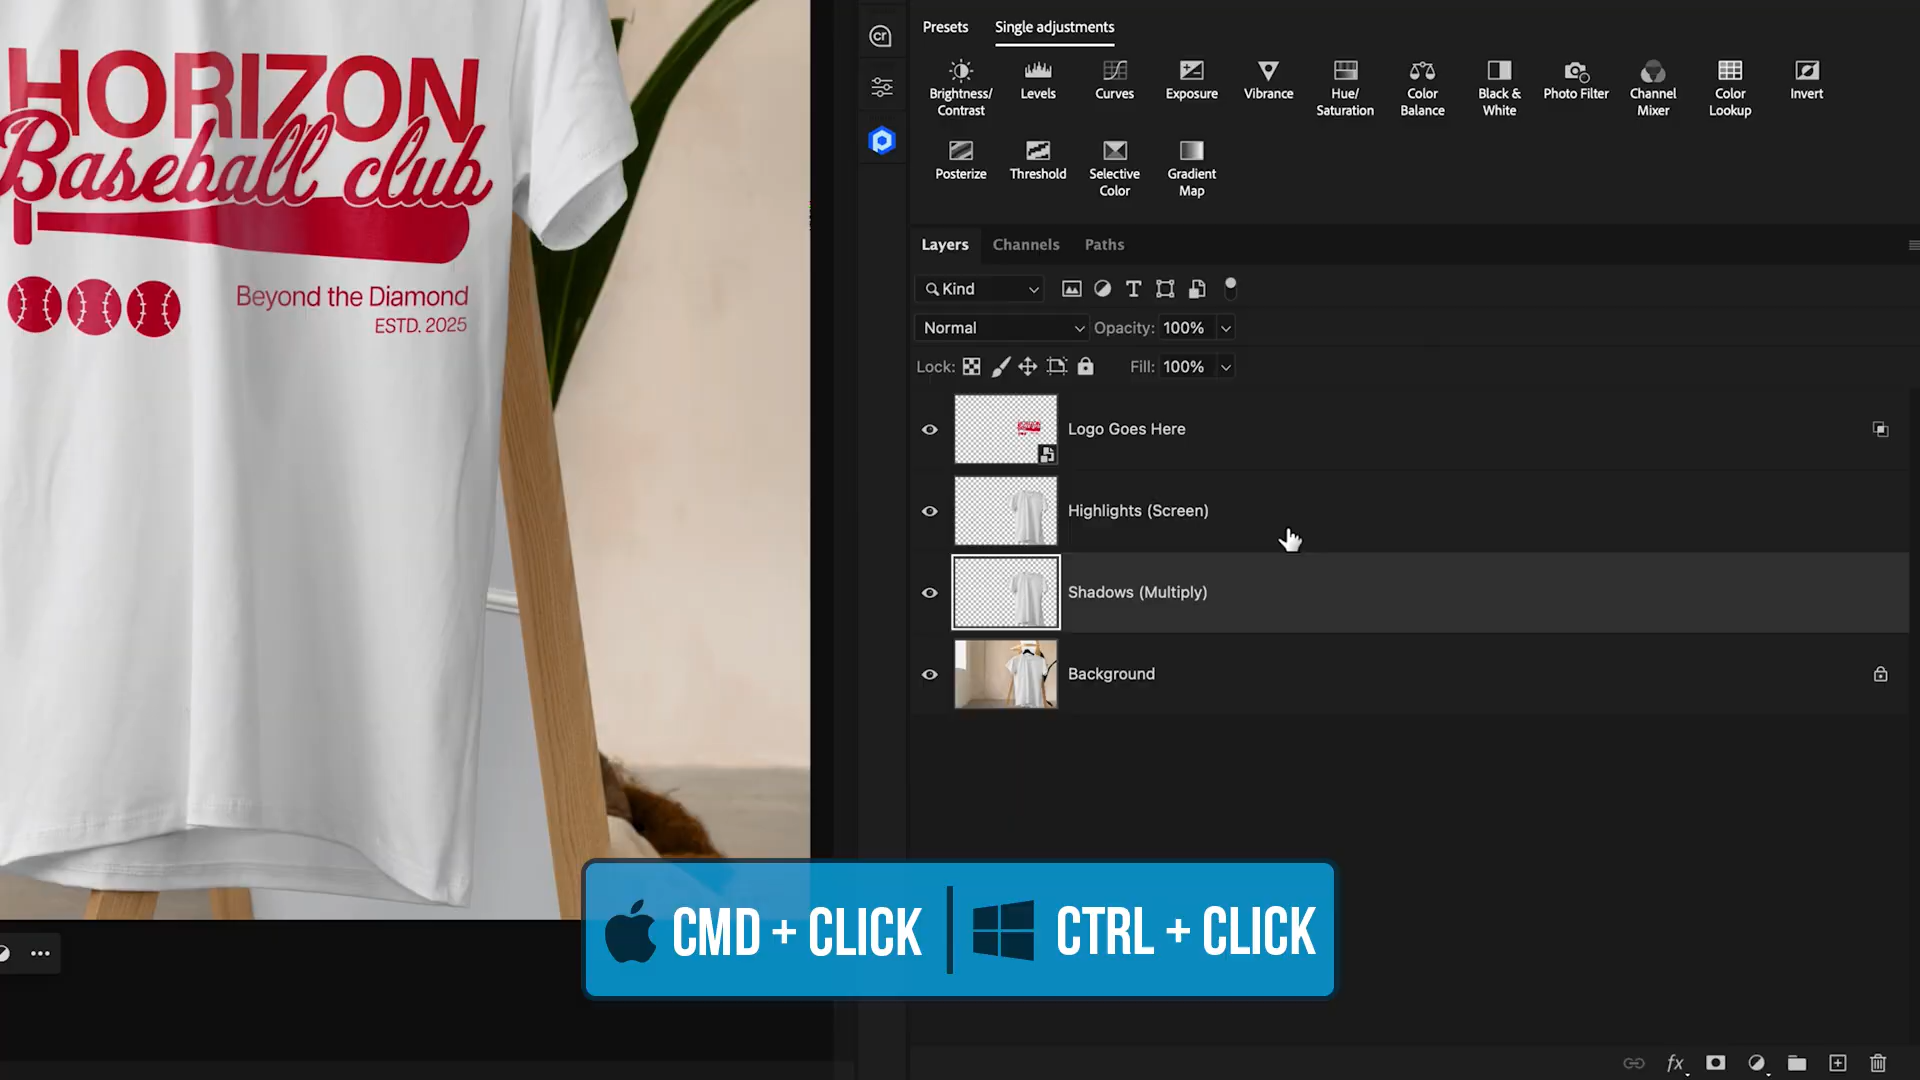 HORIZON
Baseball club
Beyond the Diamond
ESTD. 2025
cr
Presets
Single adjustments
Brightness/
Contrast
Levels
Curves
Exposure
Vibrance
Hue/
Saturation
Color
Balance
Black &
White
Photo Filter
Channel
Mixer
Color
Lookup
Invert
Posterize
Threshold
Selective
Color
Gradient
Map
Layers
Channels
Paths
Kind
Normal
Opacity: 100%
Lock:
Fill: 100%
Logo Goes Here
Highlights (Screen)
Shadows (Multiply)
Background
CMD + CLICK
CTRL + CLICK
fx